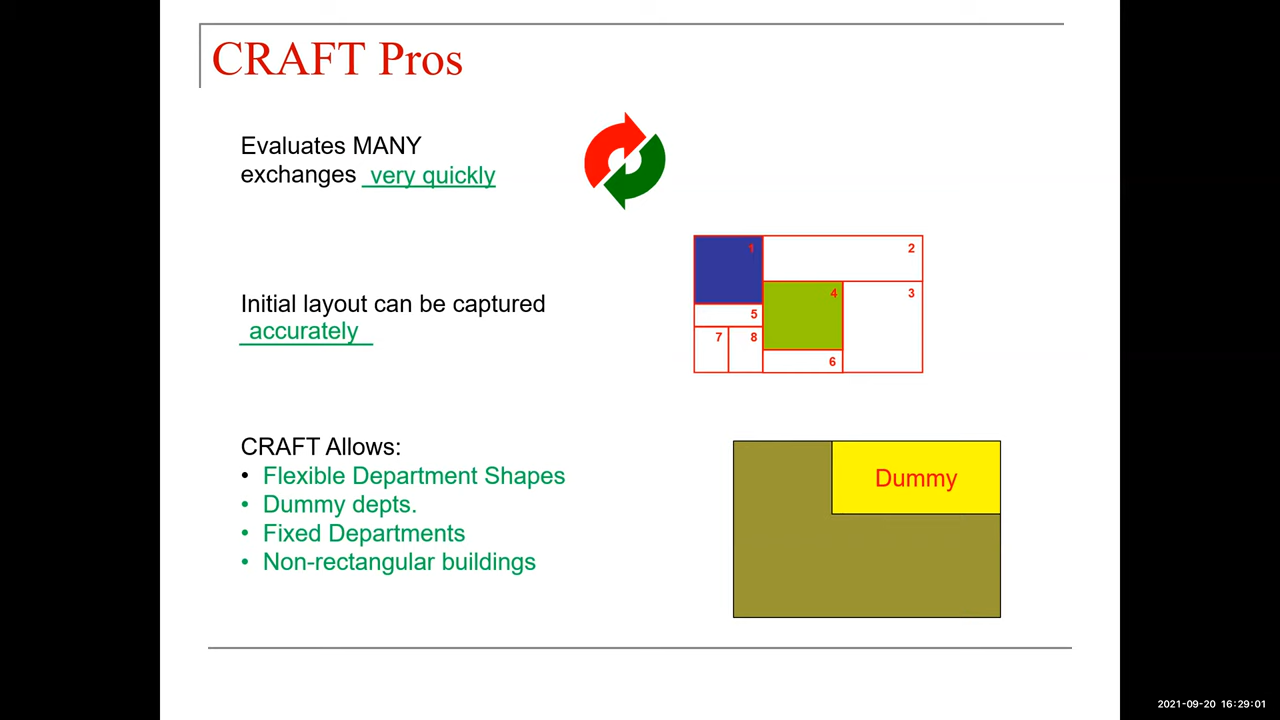 CRAFT Pros
Evaluates MANY
exchanges very quickly
Initial layout can be captured
accurately
1
2
3
4
5
6
7
8
CRAFT Allows:
• Flexible Department Shapes
• Dummy depts.
• Fixed Departments
• Non-rectangular buildings
Dummy
2021-09-20 16:29:01